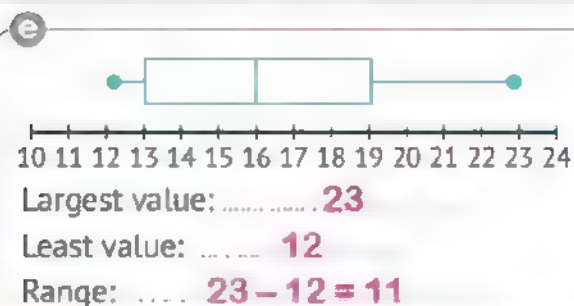 e
10 11 12 13 14 15 16 17 18 19 20 21 22 23 24
Largest value: ............ 23
Least value: ...... 12
Range: .... 23 – 12 = 11